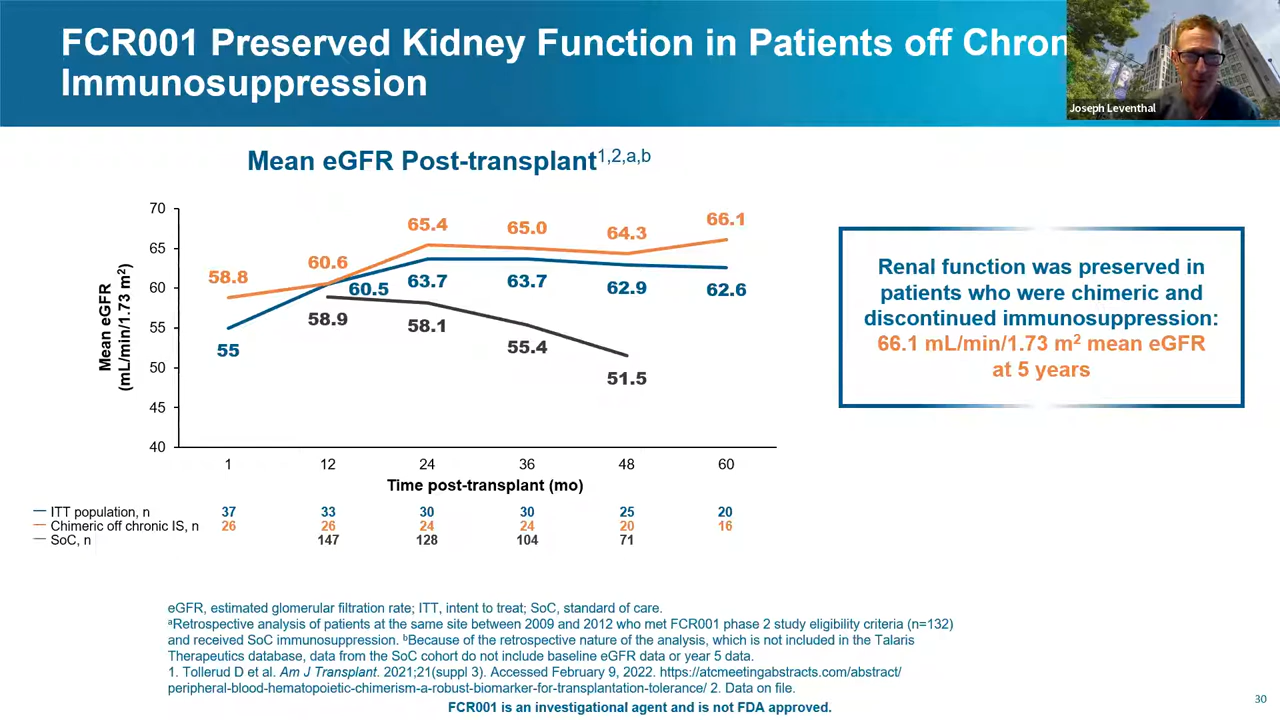 FCR001 Preserved Kidney Function in Patients off Chron
Immunosuppression
Joseph Leventhal
Mean eGFR Post-transplant1,2,a,b
Mean eGFR
(mL/min/1.73 m²)
70
65
60
55
50
45
40
58.8
60.6
65.4
65.0
64.3
66.1
55
60.5
63.7
63.7
62.9
62.6
58.9
58.1
55.4
51.5
1 12 24 36 48 60
Time post-transplant (mo)
ITT population, n 37 33 30 30 25 20
Chimeric off chronic IS, n 26 26 24 24 20 16
SoC, n 147 128 104 71
Renal function was preserved in
patients who were chimeric and
discontinued immunosuppression:
66.1 mL/min/1.73 m² mean eGFR
at 5 years
eGFR, estimated glomerular filtration rate; ITT, intent to treat; SoC, standard of care.
ªRetrospective analysis of patients at the same site between 2009 and 2012 who met FCR001 phase 2 study eligibility criteria (n=132)
and received SoC immunosuppression. ᵇBecause of the retrospective nature of the analysis, which is not included in the Talaris
Therapeutics database, data from the SoC cohort do not include baseline eGFR data or year 5 data.
1. Tollerud D et al. Am J Transplant. 2021;21(suppl 3). Accessed February 9, 2022. https://atcmeetingabstracts.com/abstract/
peripheral-blood-hematopoietic-chimerism-a-robust-biomarker-for-transplantation-tolerance/ 2. Data on file.
FCR001 is an investigational agent and is not FDA approved.
30